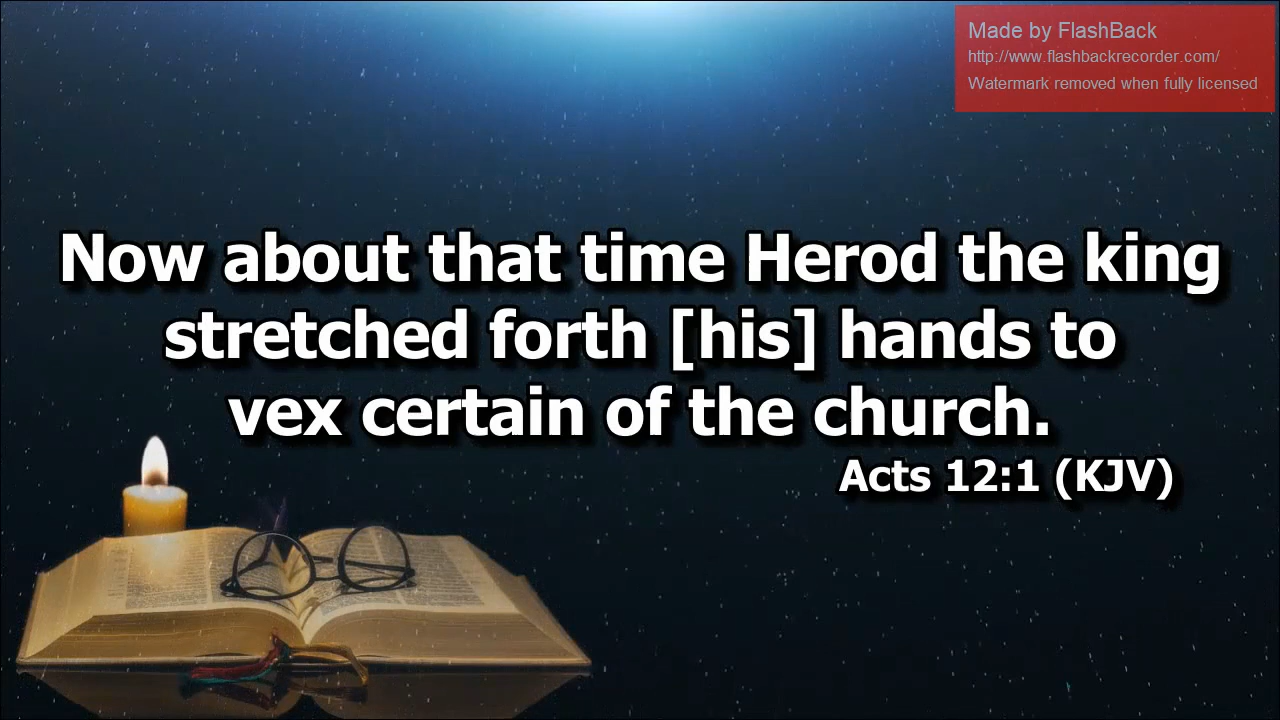 Made by FlashBack
http://www.flashbackrecorder.com/
Watermark removed when fully licensed
Now about that time Herod the king
stretched forth [his] hands to
vex certain of the church.
Acts 12:1 (KJV)